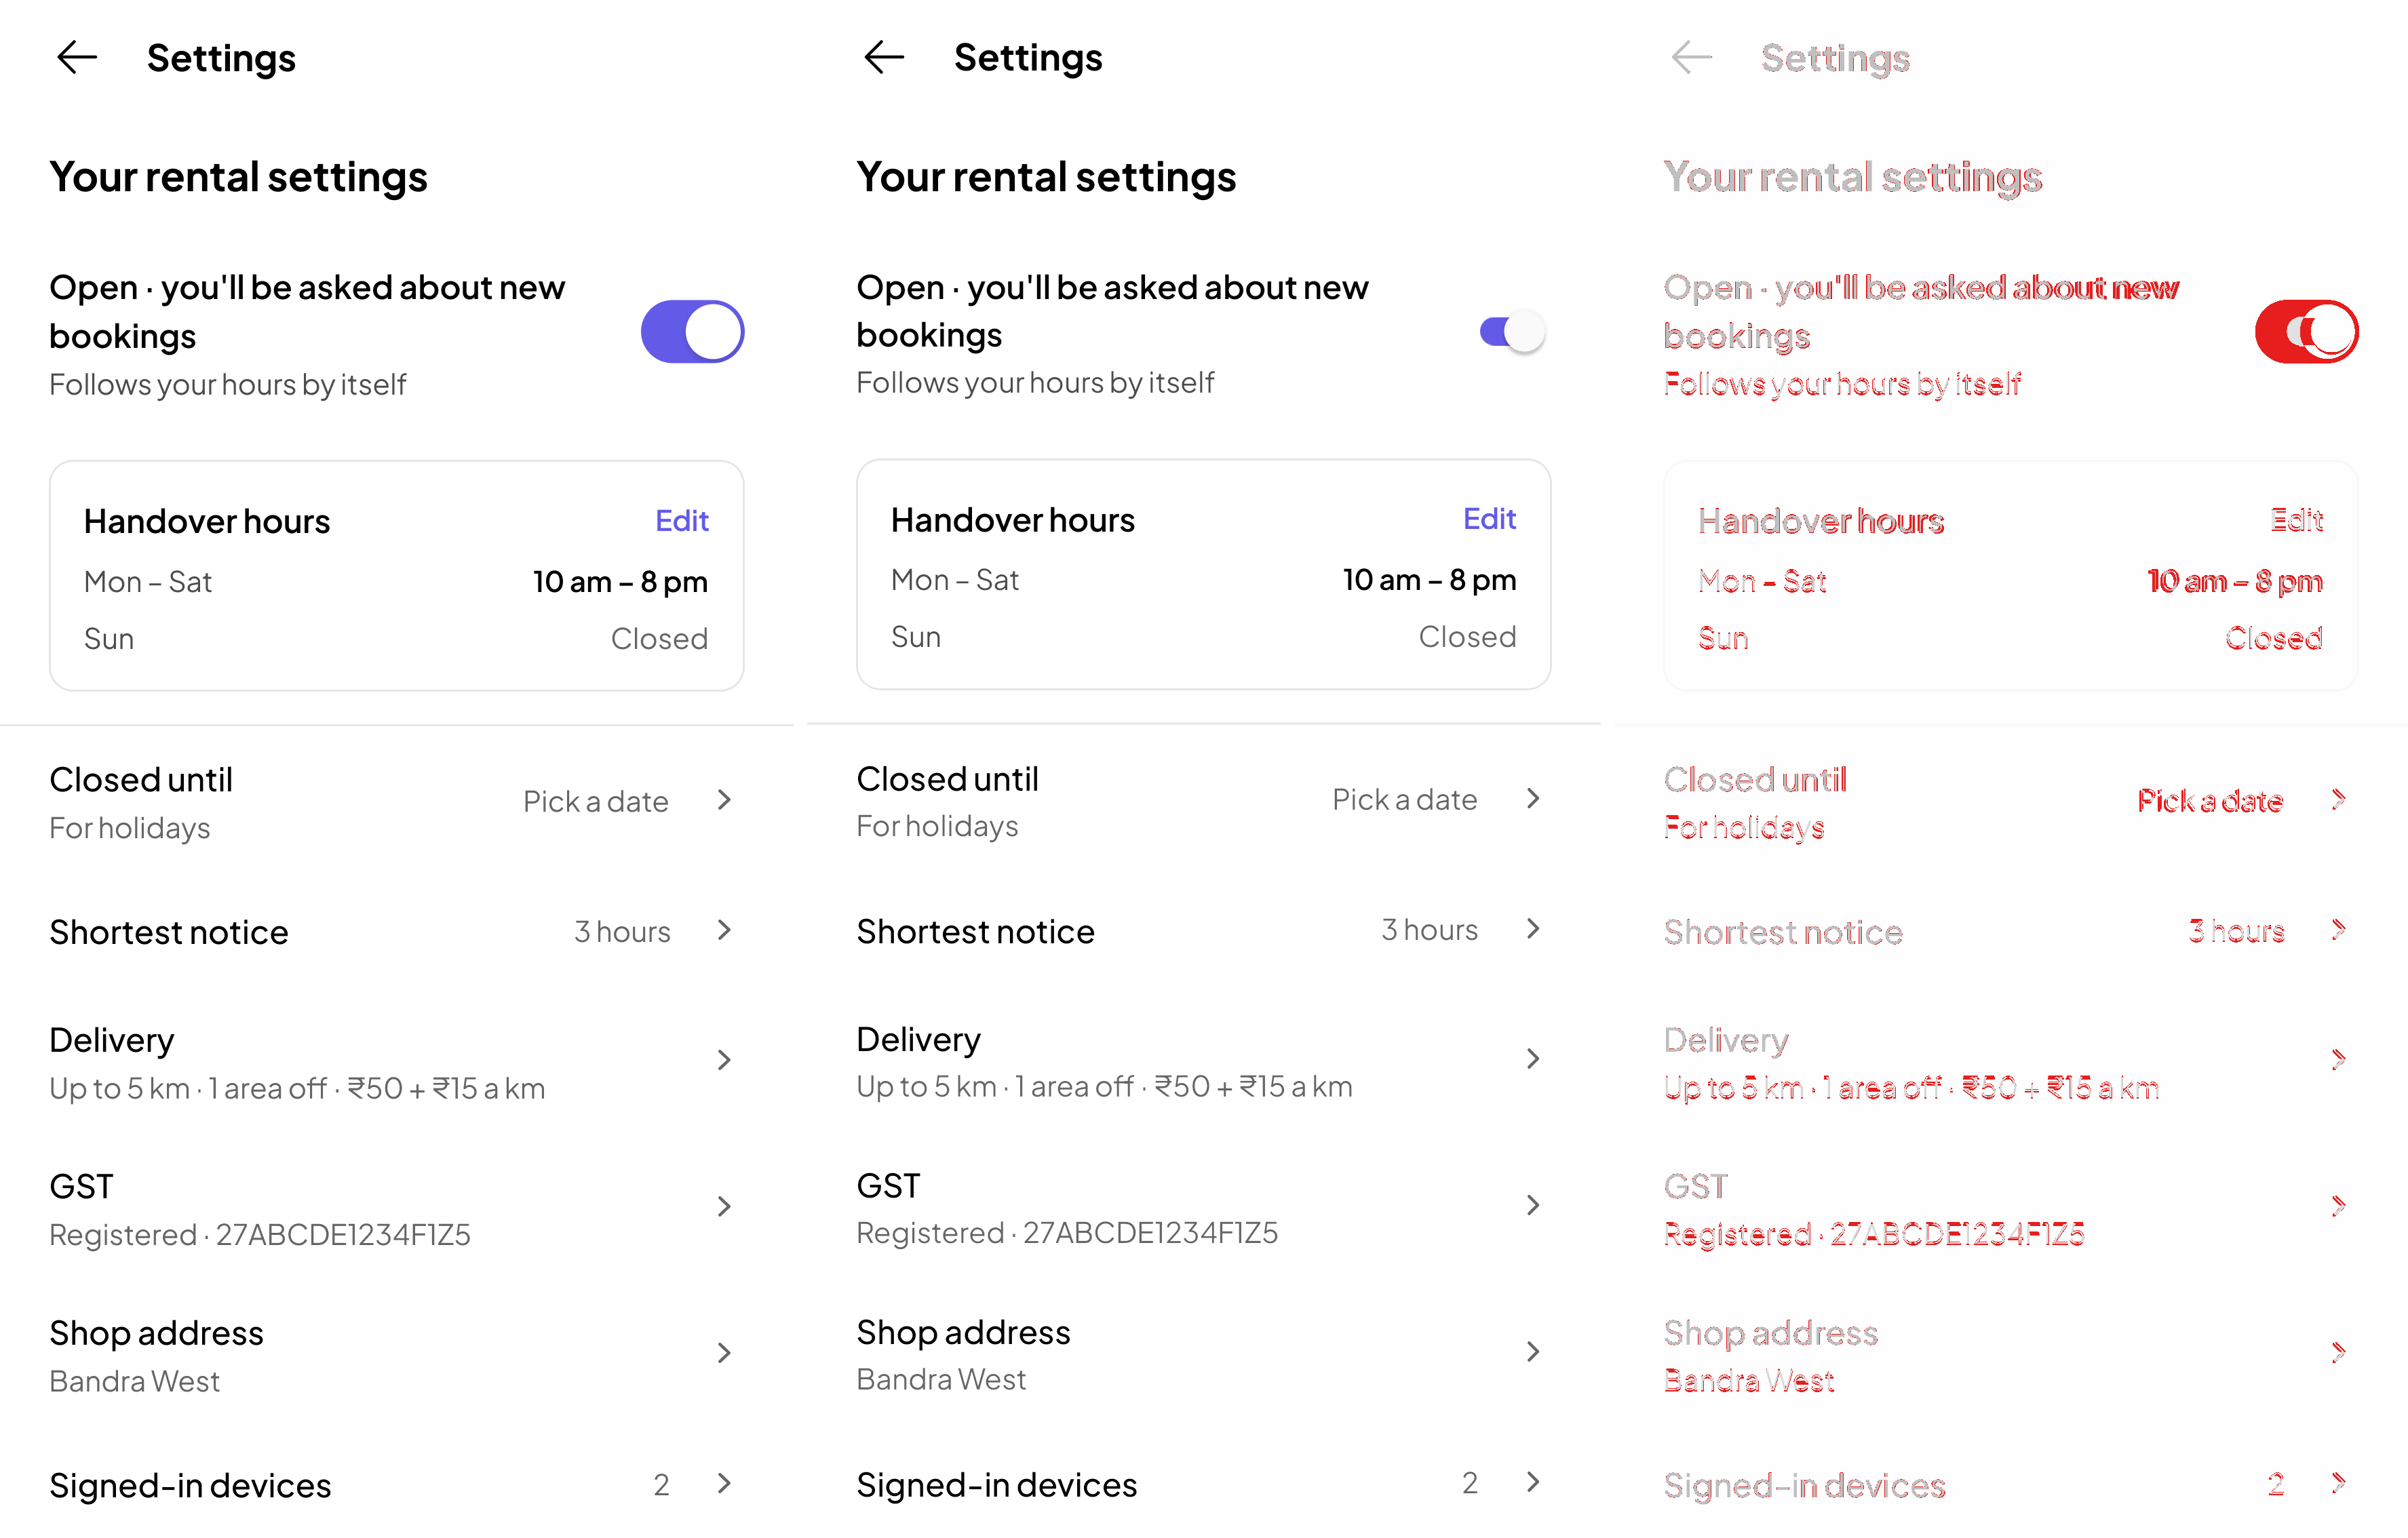 Settings
Your rental settings
Open · you'll be asked about new
bookings
Follows your hours by itself
Handover hours
Edit
Mon – Sat
10 am – 8 pm
Sun
Closed
Closed until
For holidays
Pick a date
Shortest notice
3 hours
Delivery
Up to 5 km · 1 area off · ₹50 + ₹15 a km
GST
Registered · 27ABCDE1234F1Z5
Shop address
Bandra West
Signed-in devices
2
Settings
Your rental settings
Open · you'll be asked about new
bookings
Follows your hours by itself
Handover hours
Edit
Mon – Sat
10 am – 8 pm
Sun
Closed
Closed until
For holidays
Pick a date
Shortest notice
3 hours
Delivery
Up to 5 km · 1 area off · ₹50 + ₹15 a km
GST
Registered · 27ABCDE1234F1Z5
Shop address
Bandra West
Signed-in devices
2
Settings
Your rental settings
Open · you'll be asked about new
bookings
Follows your hours by itself
Handover hours
Edit
Mon – Sat
10 am – 8 pm
Sun
Closed
Closed until
For holidays
Pick a date
Shortest notice
3 hours
Delivery
Up to 5 km · 1 area off · ₹50 + ₹15 a km
GST
Registered · 27ABCDE1234F1Z5
Shop address
Bandra West
Signed-in devices
2